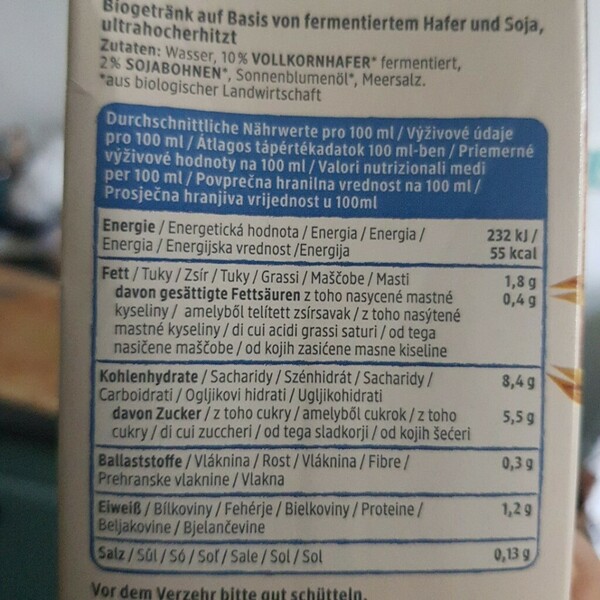 Biogetränk auf Basis von fermentiertem Hafer und Soja,
ultrahocherhitzt
Zutaten: Wasser, 10% VOLLKORNHAFER* fermentiert,
2% SOJABOHNEN*, Sonnenblumenöl*, Meersalz.
*aus biologischer Landwirtschaft
Durchschnittliche Nährwerte pro 100 ml / Výživové údaje
pro 100 ml / Átlagos tápértékadatok 100 ml-ben / Priemerné
výživové hodnoty na 100 ml / Valori nutrizionali medi
per 100 ml / Povprečna hranilna vrednost na 100 ml /
Prosječna hranjiva vrijednost u 100ml
Energie / Energetická hodnota / Energia / Energia / 232 kJ /
Energia / Energijska vrednost /Energija 55 kcal
Fett / Tuky / Zsír / Tuky / Grassi / Maščobe / Masti 1,8 g
davon gesättigte Fettsäuren z toho nasycené mastné 0,4 g
kyseliny / amelyből telített zsírsavak / z toho nasýtené
mastné kyseliny / di cui acidi grassi saturi / od tega
nasičene maščobe / od kojih zasićene masne kiseline
Kohlenhydrate / Sacharidy / Szénhidrát / Sacharidy / 8,4 g
Carboidrati / Ogljikovi hidrati / Ugljikohidrati
davon Zucker / z toho cukry / amelyből cukrok / z toho 5,5 g
cukry / di cui zuccheri / od tega sladkorji / od kojih šećeri
Ballaststoffe / Vláknina / Rost / Vláknina / Fibre / 0,3 g
Prehranske vlaknine / Vlakna
Eiweiß / Bílkoviny / Fehérje / Bielkoviny / Proteine / 1,2 g
Beljakovine / Bjelančevine
Salz / Sůl / Só / Soľ / Sale / Sol / Sol 0,13 g
Vor dem Verzehr bitte gut schütteln.